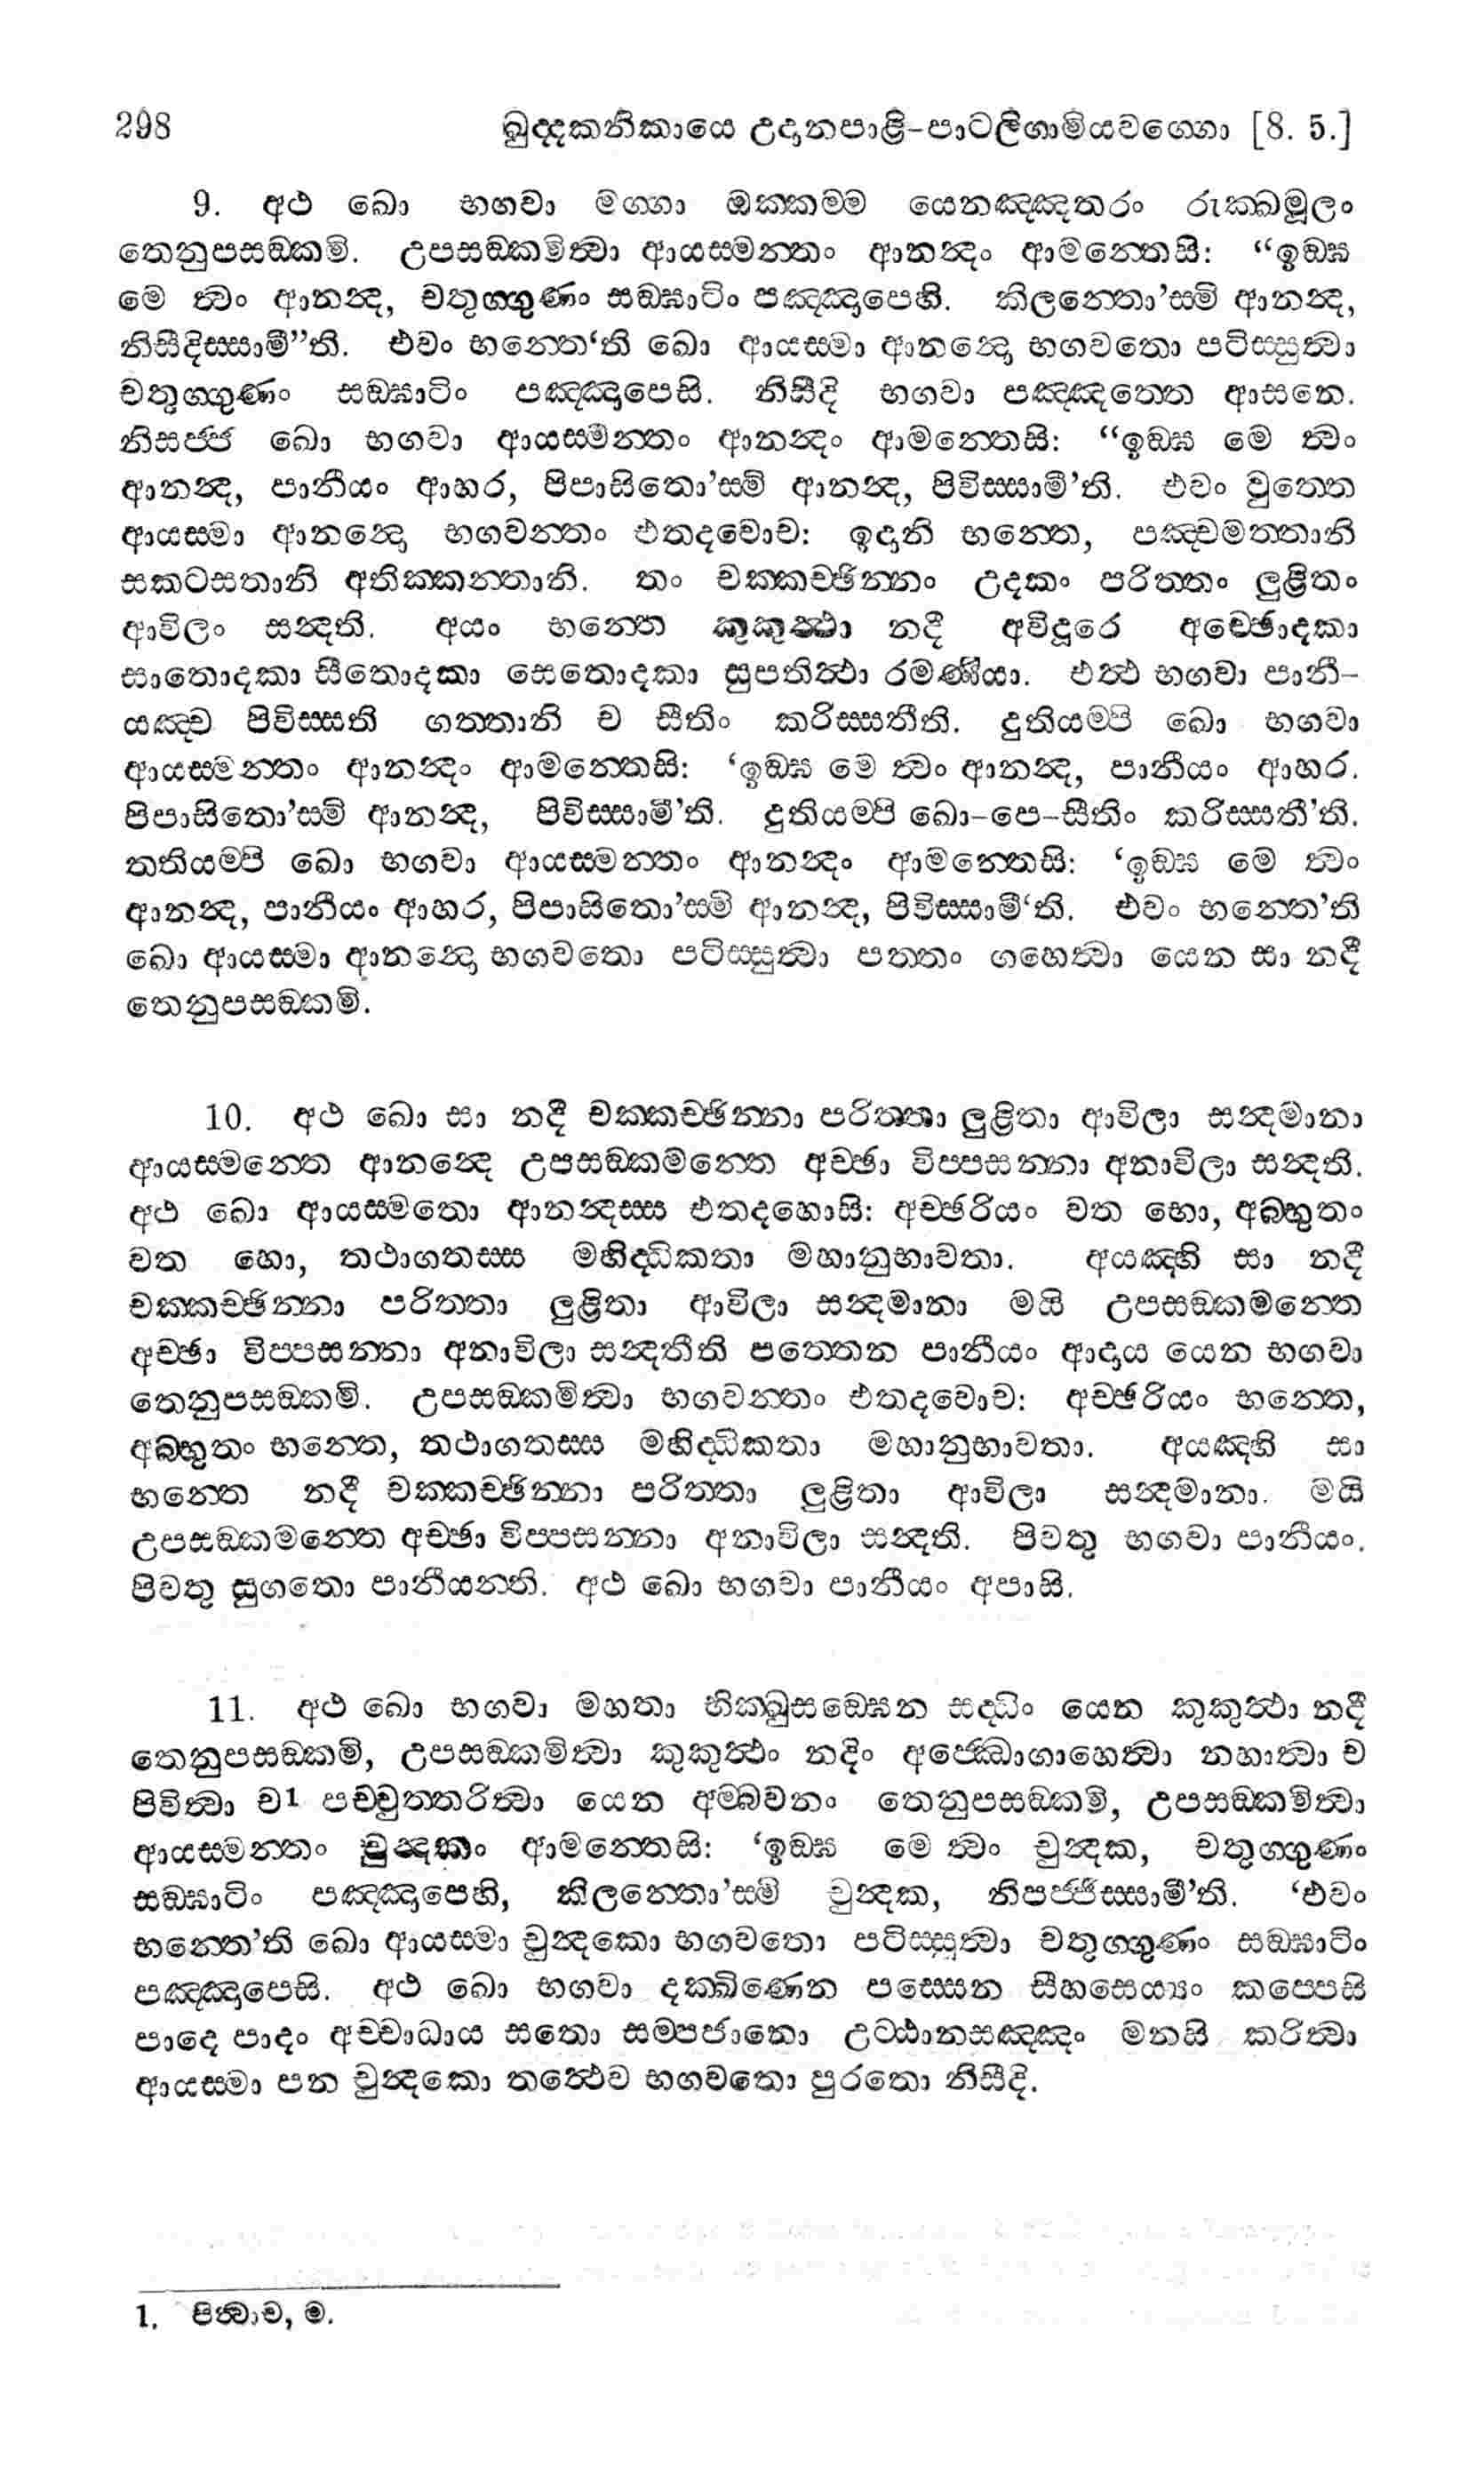 298 ඛුද්දකනිකායෙ උදානපාළි-පාටලිගාමියවග්ගො [8. 5.]
9. අථ ඛො භගවා මග්ගා ඔක්කම්ම යෙනඤ්ඤතරං රුක්ඛමූලං
තෙනුපසඞ්කමි. උපසඞ්කමිත්වා ආයස්මන්තං ආනන්දං ආමන්තෙසි: “ඉඞ්ඝ
මෙ ත්වං ආනන්ද, චතුග්ගුණං සඞ්ඝාටිං පඤ්ඤාපෙහි. කිලන්තො’ස්මි ආනන්ද,
නිසීදිස්සාමී”ති. එවං භන්තෙ‘ති ඛො ආයස්මා ආනන්දො භගවතො පටිස්සුත්වා
චතුග්ගුණං සඞ්ඝාටිං පඤ්ඤාපෙසි. නිසීදි භගවා පඤ්ඤත්තෙ ආසනෙ.
නිසජ්ජ ඛො භගවා ආයස්මන්තං ආනන්දං ආමන්තෙසි: “ඉඞ්ඝ මෙ ත්වං
ආනන්ද, පානීයං ආහර, පිපාසිතො’ස්මි ආනන්ද, පිවිස්සාමී’ති. එවං වුත්තෙ
ආයස්මා ආනන්දො භගවන්තං එතදවොච: ඉදානි භන්තෙ, පඤ්චමත්තානි
සකටසතානි අතික්කන්තානි. තං චක්කච්ඡින්නං උදකං පරිත්තං ලුළිතං
ආවිලං සන්දති. අයං භන්තෙ කුකුත්ථා නදී අවිදූරෙ අච්ඡොදකා
සාතොදකා සීතොදකා සෙතොදකා සුපතිත්ථා රමණීයා. එත්ථ භගවා පානී-
යඤ්ච පිවිස්සති ගත්තානි ච සීතිං කරිස්සතීති. දුතියම්පි ඛො භගවා
ආයස්මන්තං ආනන්දං ආමන්තෙසි: ‘ඉඞ්ඝ මෙ ත්වං ආනන්ද, පානීයං ආහර.
පිපාසිතො’ස්මි ආනන්ද, පිවිස්සාමී’ති. දුතියම්පි ඛො-පෙ-සීතිං කරිස්සතී’ති.
තතියම්පි ඛො භගවා ආයස්මන්තං ආනන්දං ආමන්තෙසි: ‘ඉඞ්ඝ මෙ ත්වං
ආනන්ද, පානීයං ආහර, පිපාසිතො’ස්මි ආනන්ද, පිවිස්සාමී‘ති. එවං භන්තෙ’ති
ඛො ආයස්මා ආනන්දො භගවතො පටිස්සුත්වා පත්තං ගහෙත්වා යෙන සා නදී
තෙනුපසඞ්කමි.
10. අථ ඛො සා නදී චක්කච්ඡින්නා පරිත්තා ලුළිතා ආවිලා සන්දමානා
ආයස්මන්තෙ ආනන්දෙ උපසඞ්කමන්තෙ අච්ඡා විප්පසන්නා අනාවිලා සන්දති.
අථ ඛො ආයස්මතො ආනන්දස්ස එතදහොසි: අච්ඡරියං වත භො, අබ්භුතං
වත භො, තථාගතස්ස මහිද්ධිකතා මහානුභාවතා. අයඤ්හි සා නදී
චක්කච්ඡින්නා පරිත්තා ලුළිතා ආවිලා සන්දමානා මයි උපසඞ්කමන්තෙ
අච්ඡා විප්පසන්නා අනාවිලා සන්දතීති පත්තෙන පානීයං ආදාය යෙන භගවා
තෙනුපසඞ්කමි. උපසඞ්කමිත්වා භගවන්තං එතදවොච: අච්ඡරියං භන්තෙ,
අබ්භුතං භන්තෙ, තථාගතස්ස මහිද්ධිකතා මහානුභාවතා. අයඤ්හි සා
භන්තෙ නදී චක්කච්ඡින්නා පරිත්තා ලුළිතා ආවිලා සන්දමානා. මයි
උපසඞ්කමන්තෙ අච්ඡා විප්පසන්නා අනාවිලා සන්දති. පිවතු භගවා පානීයං.
පිවතු සුගතො පානීයන්ති. අථ ඛො භගවා පානීයං අපාසි.
11. අථ ඛො භගවා මහතා භික්ඛුසඞ්ඝෙන සද්ධිං යෙන කුකුත්ථා නදී
තෙනුපසඞ්කමි, උපසඞ්කමිත්වා කුකුත්ථං නදිං අජ්ඣොගාහෙත්වා නහාත්වා ච
පිවිත්වා ච1 පච්චුත්තරිත්වා යෙන අම්බවනං තෙනුපසඞ්කමි, උපසඞ්කමිත්වා
ආයස්මන්තං චුන්දකං ආමන්තෙසි: ‘ඉඞ්ඝ මෙ ත්වං චුන්දක, චතුග්ගුණං
සඞ්ඝාටිං පඤ්ඤාපෙහි, කිලන්තො’ස්මි චුන්දක, නිපජ්ජිස්සාමී’ති. ‘එවං
භන්තෙ’ති ඛො ආයස්මා චුන්දකො භගවතො පටිස්සුත්වා චතුග්ගුණං සඞ්ඝාටිං
පඤ්ඤාපෙසි. අථ ඛො භගවා දක්ඛිණෙන පස්සෙන සීහසෙය්‍යං කප්පෙසි
පාදෙ පාදං අච්චාධාය සතො සම්පජානො උට්ඨානසඤ්ඤං මනසි කරිත්වා
ආයස්මා පන චුන්දකො තත්ථෙව භගවතො පුරතො නිසීදි.
1. පිත්වාච, ම.